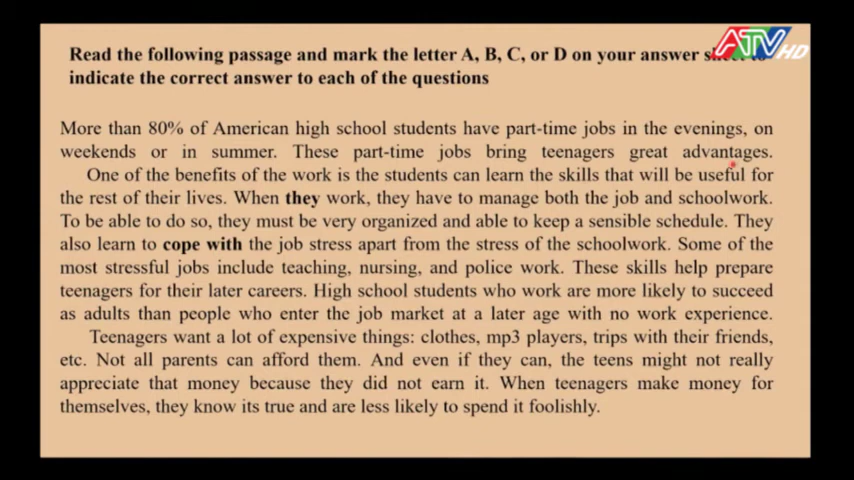 Read the following passage and mark the letter A, B, C, or D on your answer to
indicate the correct answer to each of the questions
ATV HD
More than 80% of American high school students have part-time jobs in the evenings, on
weekends or in summer. These part-time jobs bring teenagers great advantages.
One of the benefits of the work is the students can learn the skills that will be useful for
the rest of their lives. When they work, they have to manage both the job and schoolwork.
To be able to do so, they must be very organized and able to keep a sensible schedule. They
also learn to cope with the job stress apart from the stress of the schoolwork. Some of the
most stressful jobs include teaching, nursing, and police work. These skills help prepare
teenagers for their later careers. High school students who work are more likely to succeed
as adults than people who enter the job market at a later age with no work experience.
Teenagers want a lot of expensive things: clothes, mp3 players, trips with their friends,
etc. Not all parents can afford them. And even if they can, the teens might not really
appreciate that money because they did not earn it. When teenagers make money for
themselves, they know its true and are less likely to spend it foolishly.